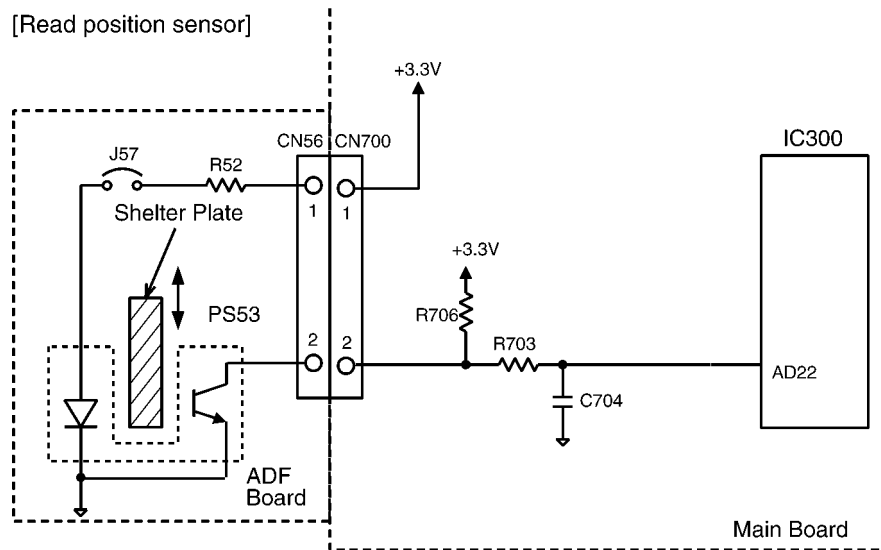 [Read position sensor]
+3.3V
CN56 CN700
IC300
J57
R52
1 1
Shelter Plate
+3.3V
PS53
R706
2 2
R703
AD22
C704
ADF
Board
Main Board